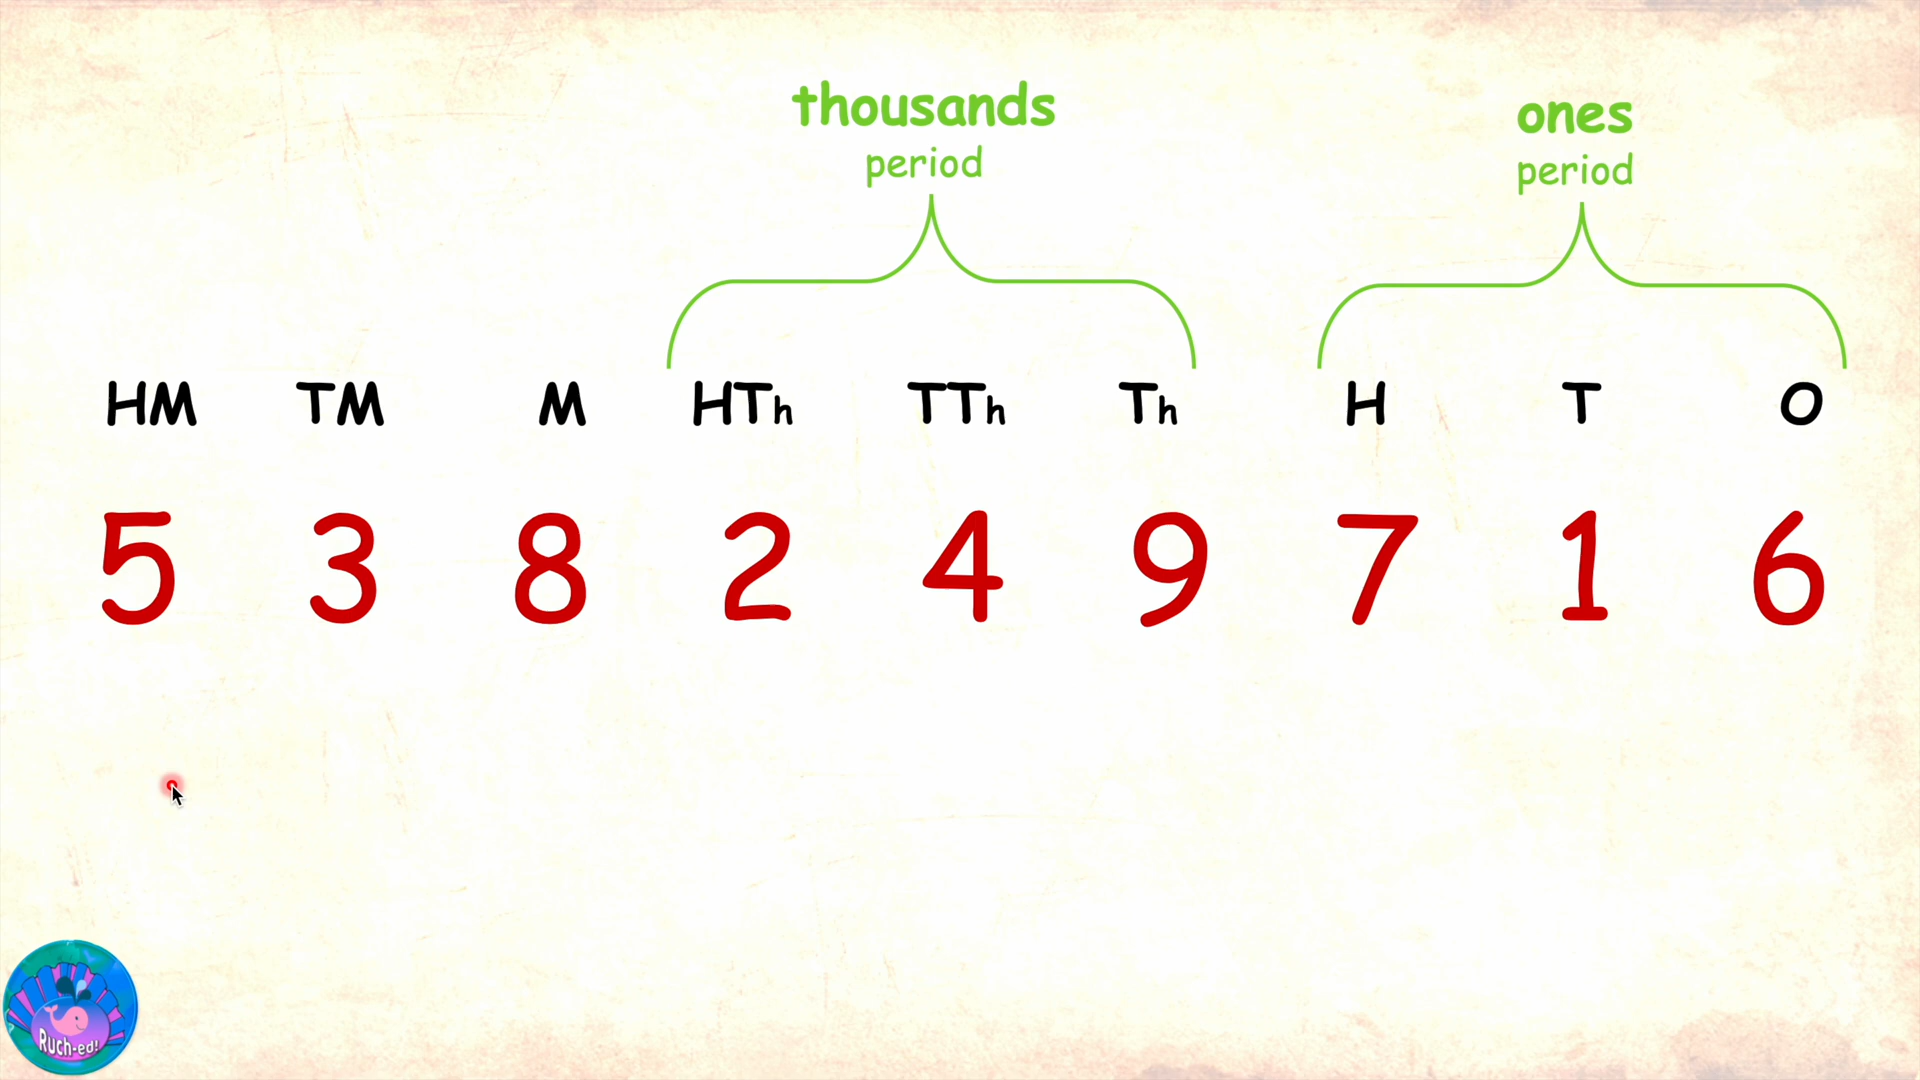 thousands
period
ones
period
HM TM M HTh TTh Th H T O
5 3 8 2 4 9 7 1 6
Ruch-ed!